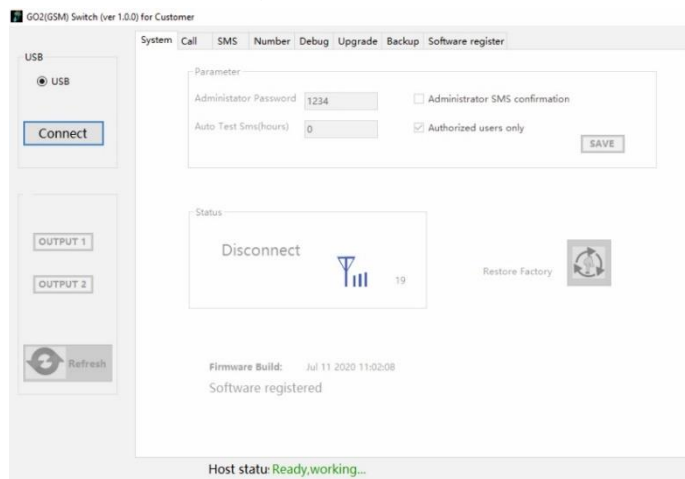 GO2(GSM) Switch (ver 1.0.0) for Customer
System Call SMS Number Debug Upgrade Backup Software register
USB
USB
Connect
OUTPUT 1
OUTPUT 2
Refresh
Parameter
Administator Password 1234
Administrator SMS confirmation
Auto Test Sms(hours) 0
Authorized users only
SAVE
Status
Disconnect
19
Restore Factory
Firmware Build: Jul 11 2020 11:02:08
Software registered
Host statu: Ready,working...